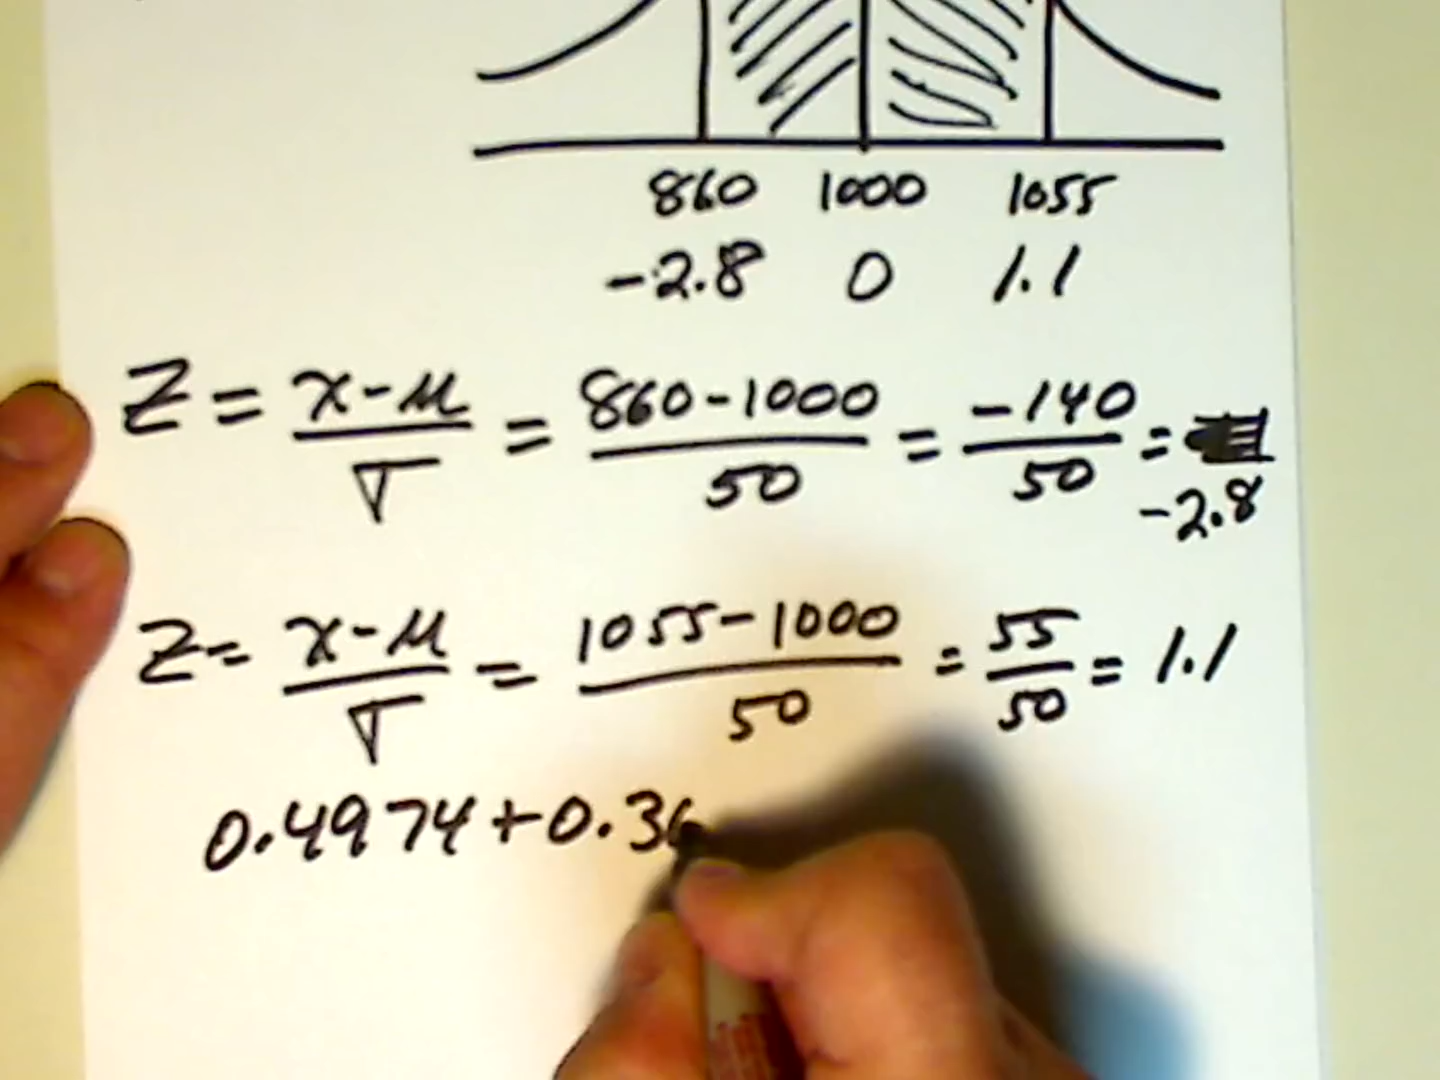 860 1000 1055
-2.8 0 1.1
Z = x-μ/σ = 860-1000/50 = -140/50 =
-2.8
Z = x-μ/σ = 1055-1000/50 = 55/50 = 1.1
0.4974+0.36